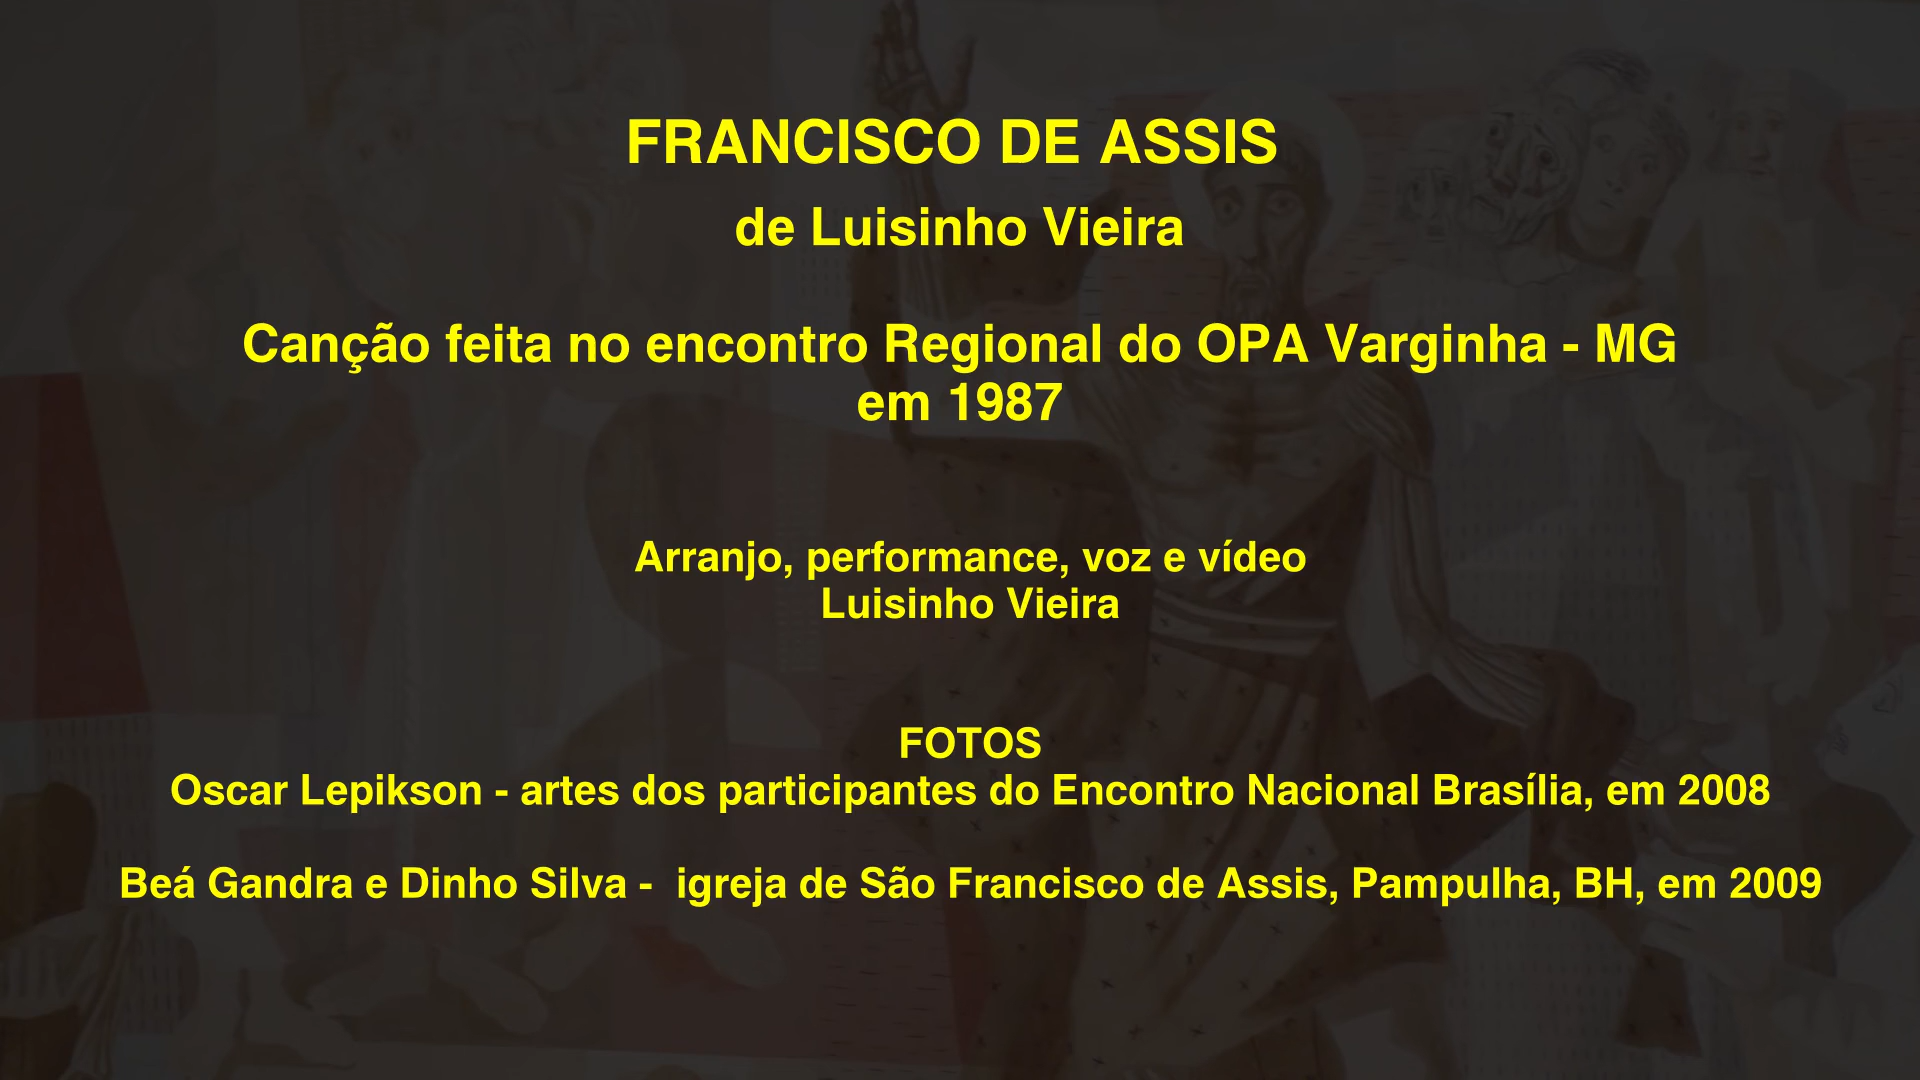 FRANCISCO DE ASSIS
de Luisinho Vieira
Canção feita no encontro Regional do OPA Varginha - MG
em 1987
Arranjo, performance, voz e vídeo
Luisinho Vieira
FOTOS
Oscar Lepikson - artes dos participantes do Encontro Nacional Brasília, em 2008
Beá Gandra e Dinho Silva - igreja de São Francisco de Assis, Pampulha, BH, em 2009